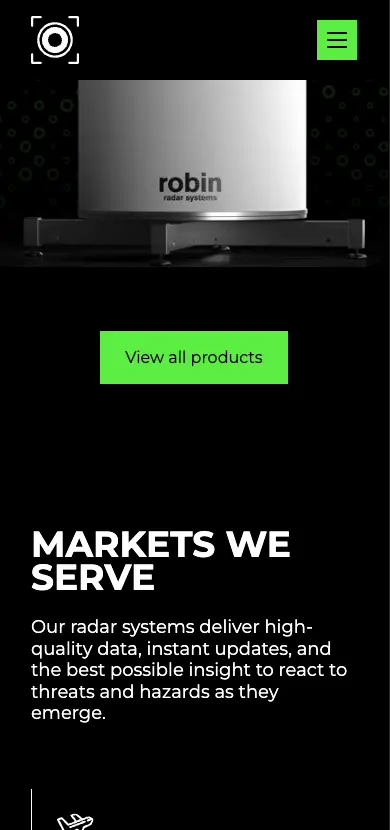 robin
radar systems
View all products
MARKETS WE
SERVE
Our radar systems deliver high-
quality data, instant updates, and
the best possible insight to react to
threats and hazards as they
emerge.